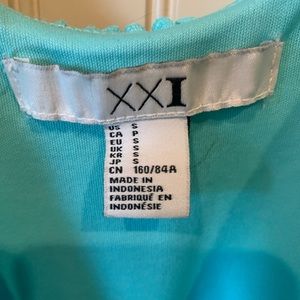 XXI
US S
CA P
EU S
UK S
KR S
JP S
CN 160/84A
MADE IN
INDONESIA
FABRIQUÉ EN
INDONÉSIE